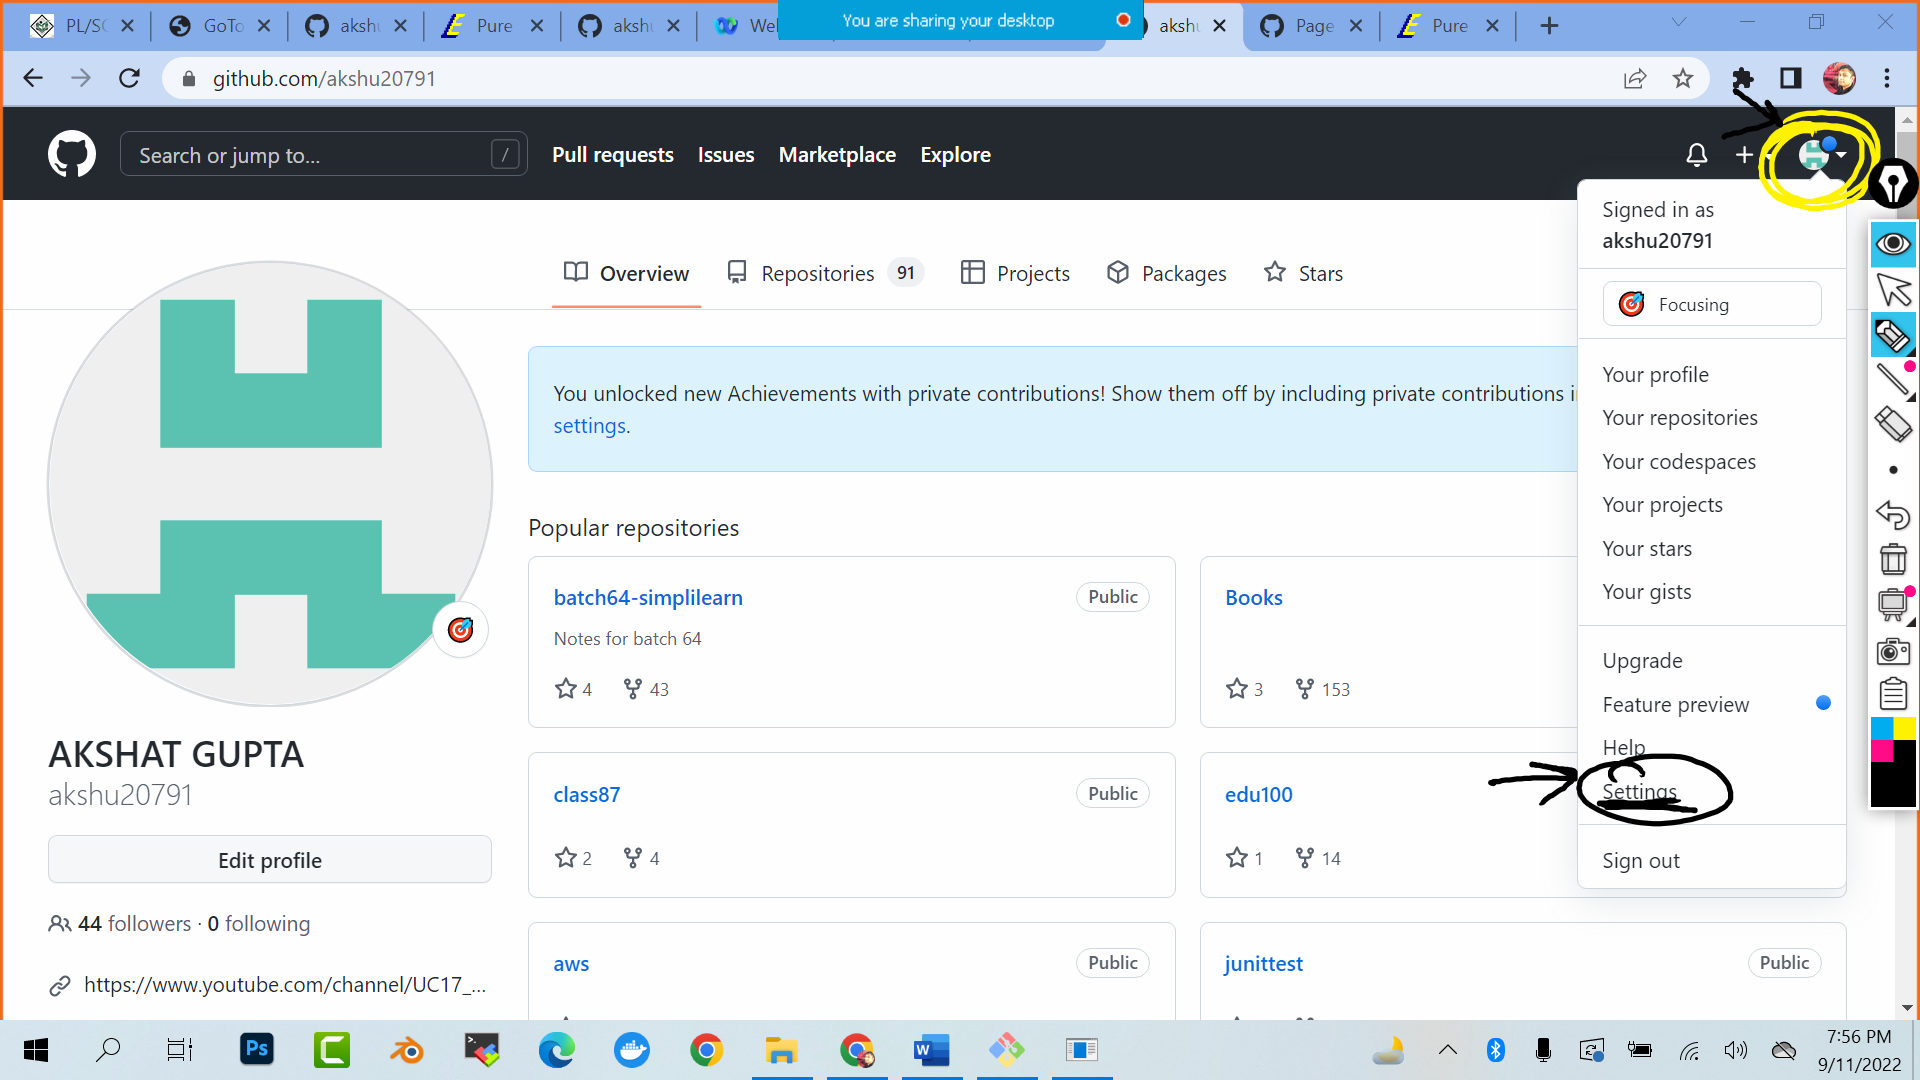 PL/SC
GoTo
akshu
Pure
akshu
Wel
You are sharing your desktop
akshu
Page
Pure
github.com/akshu20791
Search or jump to...
/
Pull requests
Issues
Marketplace
Explore
Signed in as
akshu20791
Overview
Repositories 91
Projects
Packages
Stars
Focusing
You unlocked new Achievements with private contributions! Show them off by including private contributions i
settings.
Your profile
Your repositories
Your codespaces
Your projects
Your stars
Your gists
Popular repositories
batch64-simplilearn
Public
Notes for batch 64
4
43
Books
3
153
Upgrade
Feature preview
Help
Settings
Sign out
AKSHAT GUPTA
akshu20791
Edit profile
44 followers · 0 following
https://www.youtube.com/channel/UC17_...
class87
Public
2
4
edu100
1
14
aws
Public
junittest
Public
Ps
C
W
7:56 PM
9/11/2022